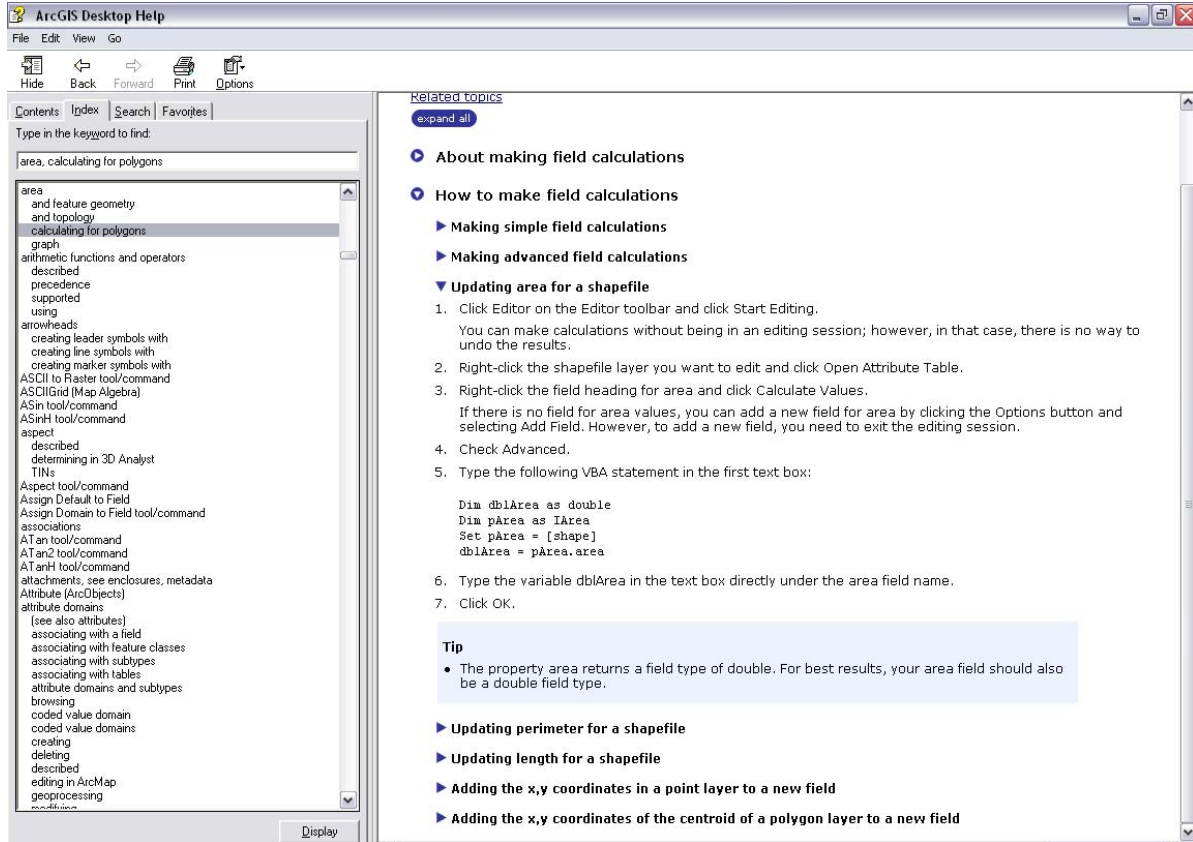 ArcGIS Desktop Help
File Edit View Go
Hide Back Forward Print Options
Contents Index Search Favorites
Type in the keyword to find:
area, calculating for polygons
area
and feature geometry
and topology
calculating for polygons
graph
arithmetic functions and operators
described
precedence
supported
using
arrowheads
creating leader symbols with
creating line symbols with
creating marker symbols with
ASCII to Raster tool/command
ASCIIGrid (Map Algebra)
ASin tool/command
ASinH tool/command
aspect
described
determining in 3D Analyst
TINs
Aspect tool/command
Assign Default to Field
Assign Domain to Field tool/command
associations
ATan tool/command
ATan2 tool/command
ATanH tool/command
attachments, see enclosures, metadata
Attribute (ArcObjects)
attribute domains
(see also attributes)
associating with a field
associating with feature classes
associating with subtypes
associating with tables
attribute domains and subtypes
browsing
coded value domain
coded value domains
creating
deleting
described
editing in ArcMap
geoprocessing
modifying
Display
Related topics
expand all
About making field calculations
How to make field calculations
Making simple field calculations
Making advanced field calculations
Updating area for a shapefile
1. Click Editor on the Editor toolbar and click Start Editing.
You can make calculations without being in an editing session; however, in that case, there is no way to
undo the results.
2. Right-click the shapefile layer you want to edit and click Open Attribute Table.
3. Right-click the field heading for area and click Calculate Values.
If there is no field for area values, you can add a new field for area by clicking the Options button and
selecting Add Field. However, to add a new field, you need to exit the editing session.
4. Check Advanced.
5. Type the following VBA statement in the first text box:
Dim dblArea as double
Dim pArea as IArea
Set pArea = [shape]
dblArea = pArea.area
6. Type the variable dblArea in the text box directly under the area field name.
7. Click OK.
Tip
• The property area returns a field type of double. For best results, your area field should also
be a double field type.
Updating perimeter for a shapefile
Updating length for a shapefile
Adding the x,y coordinates in a point layer to a new field
Adding the x,y coordinates of the centroid of a polygon layer to a new field